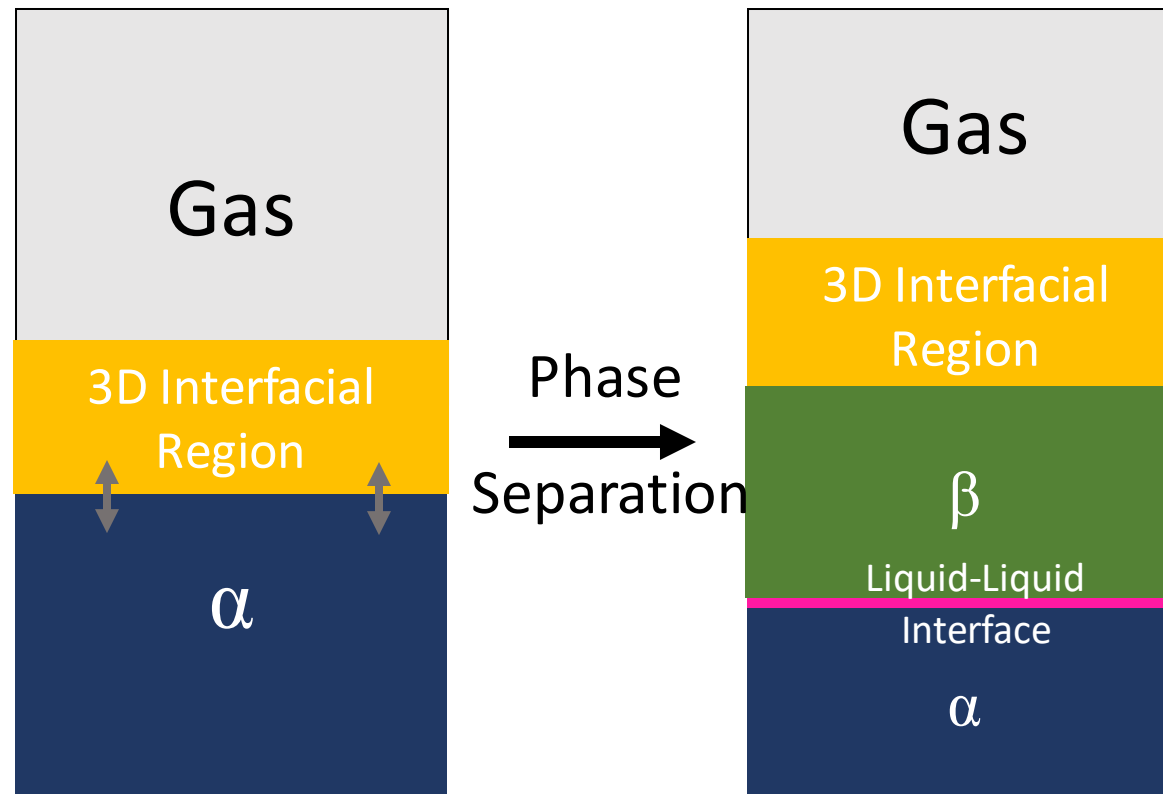 Gas
3D Interfacial
Region
α
Phase
Separation
Gas
3D Interfacial
Region
β
Liquid-Liquid
Interface
α